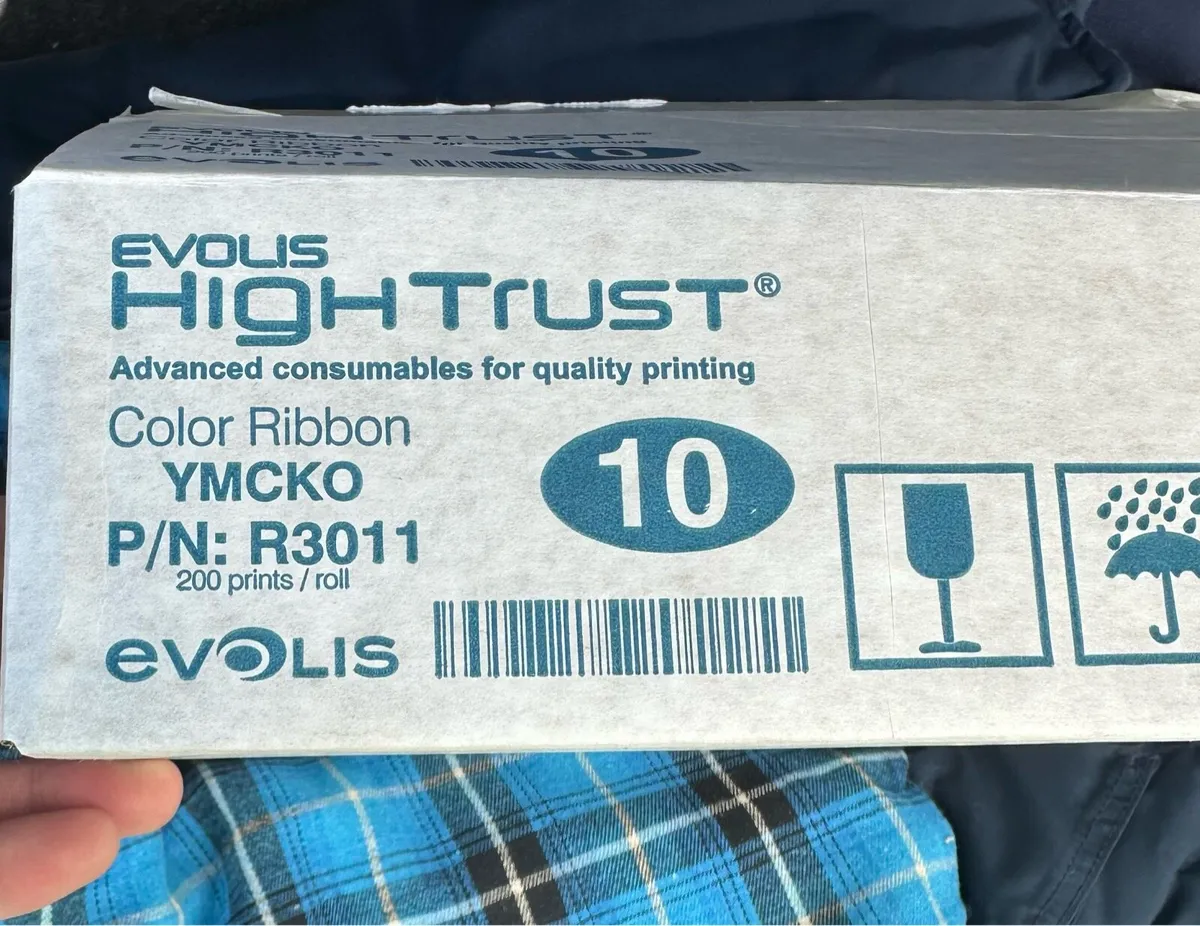 EVOLIS
HIGHTRUST®
Advanced consumables for quality printing
Color Ribbon
YMCKO
10
P/N: R3011
200 prints / roll
evolis